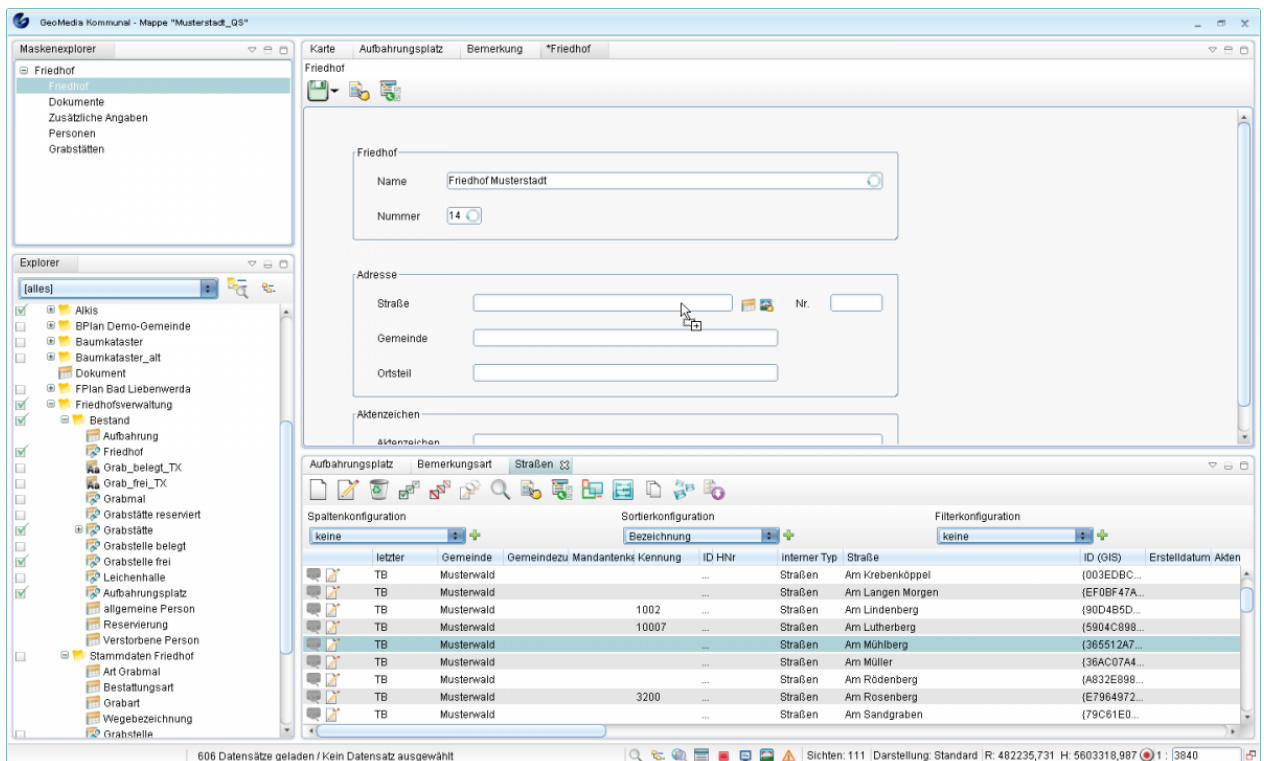 GeoMedia Kommunal - Mappe "Musterstadt_QS"
Maskenexplorer
Friedhof
Friedhof
Dokumente
Zusätzliche Angaben
Personen
Grabstätten
Explorer
[alles]
Alkis
BPlan Demo-Gemeinde
Baumkataster
Baumkataster_alt
Dokument
FPlan Bad Liebenwerda
Friedhofsverwaltung
Bestand
Aufbahrung
Friedhof
Grab_belegt_TX
Grab_frei_TX
Grabmal
Grabstätte reserviert
Grabstätte
Grabstelle belegt
Grabstelle frei
Leichenhalle
Aufbahrungsplatz
allgemeine Person
Reservierung
Verstorbene Person
Stammdaten Friedhof
Art Grabmal
Bestattungsart
Grabart
Wegebezeichnung
Grabstelle
Karte Aufbahrungsplatz Bemerkung *Friedhof
Friedhof
Friedhof
Name Friedhof Musterstadt
Nummer 14
Adresse
Straße Nr.
Gemeinde
Ortsteil
Aktenzeichen
Aktenzeichen
Aufbahrungsplatz Bemerkungsart Straßen
Spaltenkonfiguration Sortierkonfiguration Filterkonfiguration
keine Bezeichnung keine
letzter Gemeinde Gemeindezu Mandantenke Kennung ID HNr interner Typ Straße ID (GIS) Erstelldatum Akten
TB Musterwald ... Straßen Am Krebenköppel {003EDBC...
TB Musterwald ... Straßen Am Langen Morgen {EF0BF47A...
TB Musterwald 1002 ... Straßen Am Lindenberg {90D4B5D...
TB Musterwald 10007 ... Straßen Am Lutherberg {5904C898...
TB Musterwald ... Straßen Am Mühlberg {365512A7...
TB Musterwald ... Straßen Am Müller {36AC07A4...
TB Musterwald ... Straßen Am Rödenberg {A832E898...
TB Musterwald 3200 ... Straßen Am Rosenberg {E7964972...
TB Musterwald ... Straßen Am Sandgraben {79C61E0...
606 Datensätze geladen / Kein Datensatz ausgewählt Sichten: 111 Darstellung: Standard R: 482235,731 H: 5603318,987 1 : 3840